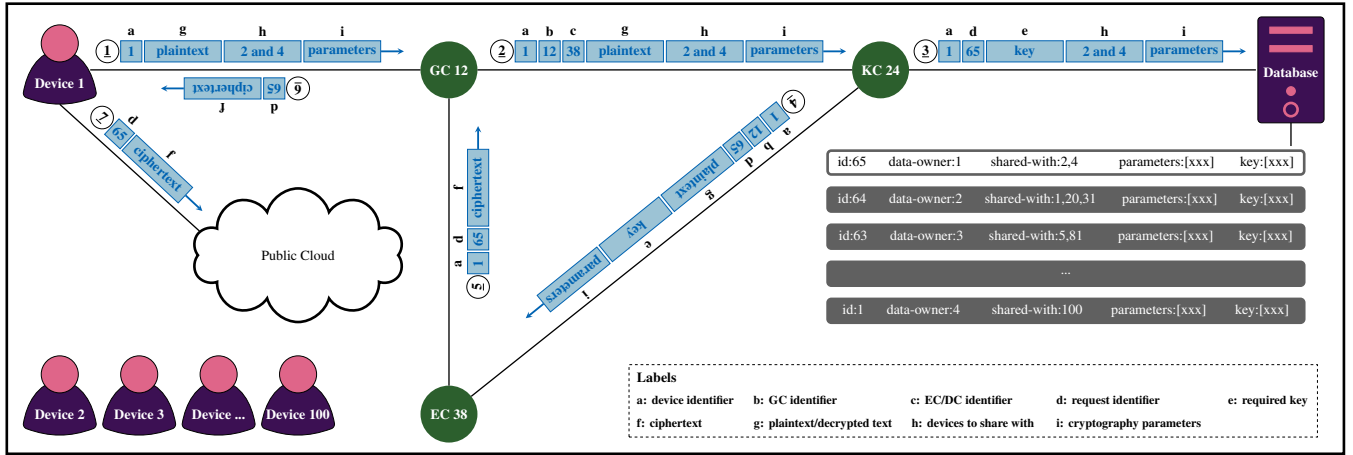 a g h i
1 1 plaintext 2 and 4 parameters
a b c g h i
2 1 12 38 plaintext 2 and 4 parameters
a d e h i
3 1 65 key 2 and 4 parameters
Device 1
GC 12
KC 24
Database
6 65 ciphertext
d f
7 65 ciphertext
d f
4 1 12 65 plaintext key parameters
a b d g e i
5 1 65 ciphertext
a d f
Public Cloud
id:65 data-owner:1 shared-with:2,4 parameters:[xxx] key:[xxx]
id:64 data-owner:2 shared-with:1,20,31 parameters:[xxx] key:[xxx]
id:63 data-owner:3 shared-with:5,81 parameters:[xxx] key:[xxx]
...
id:1 data-owner:4 shared-with:100 parameters:[xxx] key:[xxx]
Device 2 Device 3 Device ... Device 100
EC 38
Labels
a: device identifier b: GC identifier c: EC/DC identifier d: request identifier e: required key
f: ciphertext g: plaintext/decrypted text h: devices to share with i: cryptography parameters